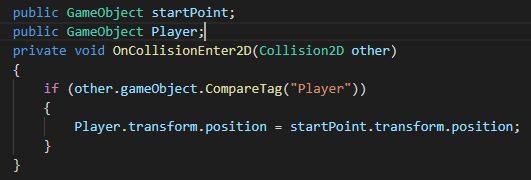 public GameObject startPoint;
public GameObject Player;
private void OnCollisionEnter2D(Collision2D other)
{
    if (other.gameObject.CompareTag("Player"))
    {
        Player.transform.position = startPoint.transform.position;
    }
}